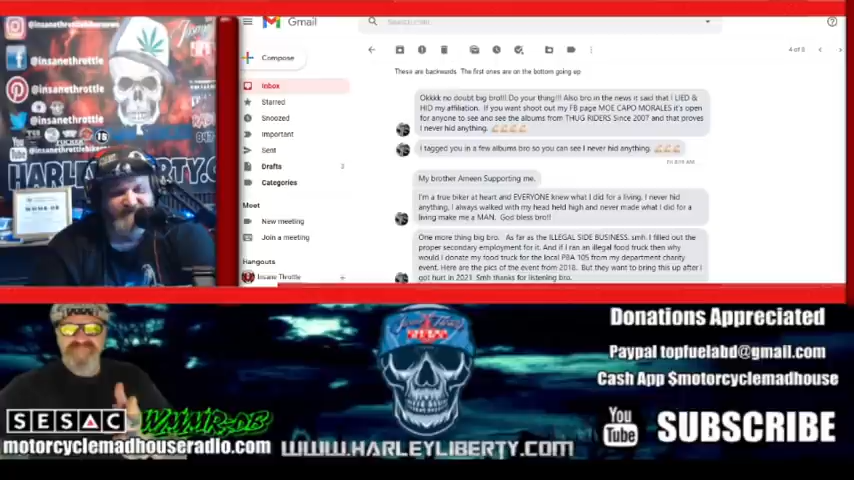 @insanethrottlebikernews
@insanethrottle
@insanethrottle
@insanethrottle
HARLEYLIBERTY.COM
Gmail
4 of 8
Compose
Inbox
Starred
Snoozed
Important
Sent
Drafts 3
Categories
Meet
New meeting
Join a meeting
Hangouts
Insane Throttle
These are backwards The first ones are on the bottom going up
Okkkk no doubt big bro!!! Do your thing!!! Also bro in the news it said that I LIED &
HID my affiliation. If you want shoot out my FB page MOE CAPO MORALES it's open
for anyone to see and see the albums from THUG RIDERS Since 2007 and that proves
I never hid anything. 💪🏼💪🏼💪🏼💪🏼
I tagged you in a few albums bro so you can see I never hid anything. 💪🏼💪🏼💪🏼
My brother Ameen Supporting me.
I'm a true biker at heart and EVERYONE knew what I did for a living. I never hid
anything, I always walked with my head held high and never made what I did for a
living make me a MAN. God bless bro!!
One more thing big bro. As far as the ILLEGAL SIDE BUSINESS. smh. I filled out the
proper secondary employment for it. And if i ran an illegal food truck then why
would I donate my food truck for the local PBA 105 from my department charity
event. Here are the pics of the event from 2018. But they want to bring this up after I
got hurt in 2021. Smh thanks for listening bro.
Donations Appreciated
Paypal topfuelabd@gmail.com
Cash App $motorcyclemadhouse
SESAC WMMR-DB
motorcyclemadhouseradio.com
WWW.HARLEYLIBERTY.COM
You
Tube
SUBSCRIBE